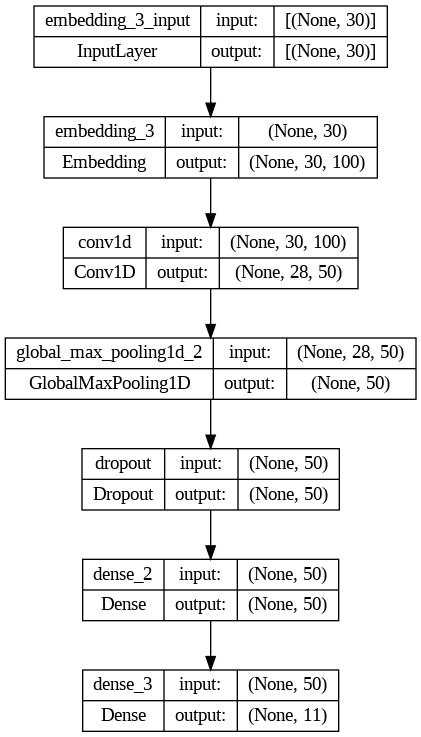 embedding_3_input input: [(None, 30)]
InputLayer output: [(None, 30)]
embedding_3 input: (None, 30)
Embedding output: (None, 30, 100)
conv1d input: (None, 30, 100)
Conv1D output: (None, 28, 50)
global_max_pooling1d_2 input: (None, 28, 50)
GlobalMaxPooling1D output: (None, 50)
dropout input: (None, 50)
Dropout output: (None, 50)
dense_2 input: (None, 50)
Dense output: (None, 50)
dense_3 input: (None, 50)
Dense output: (None, 11)